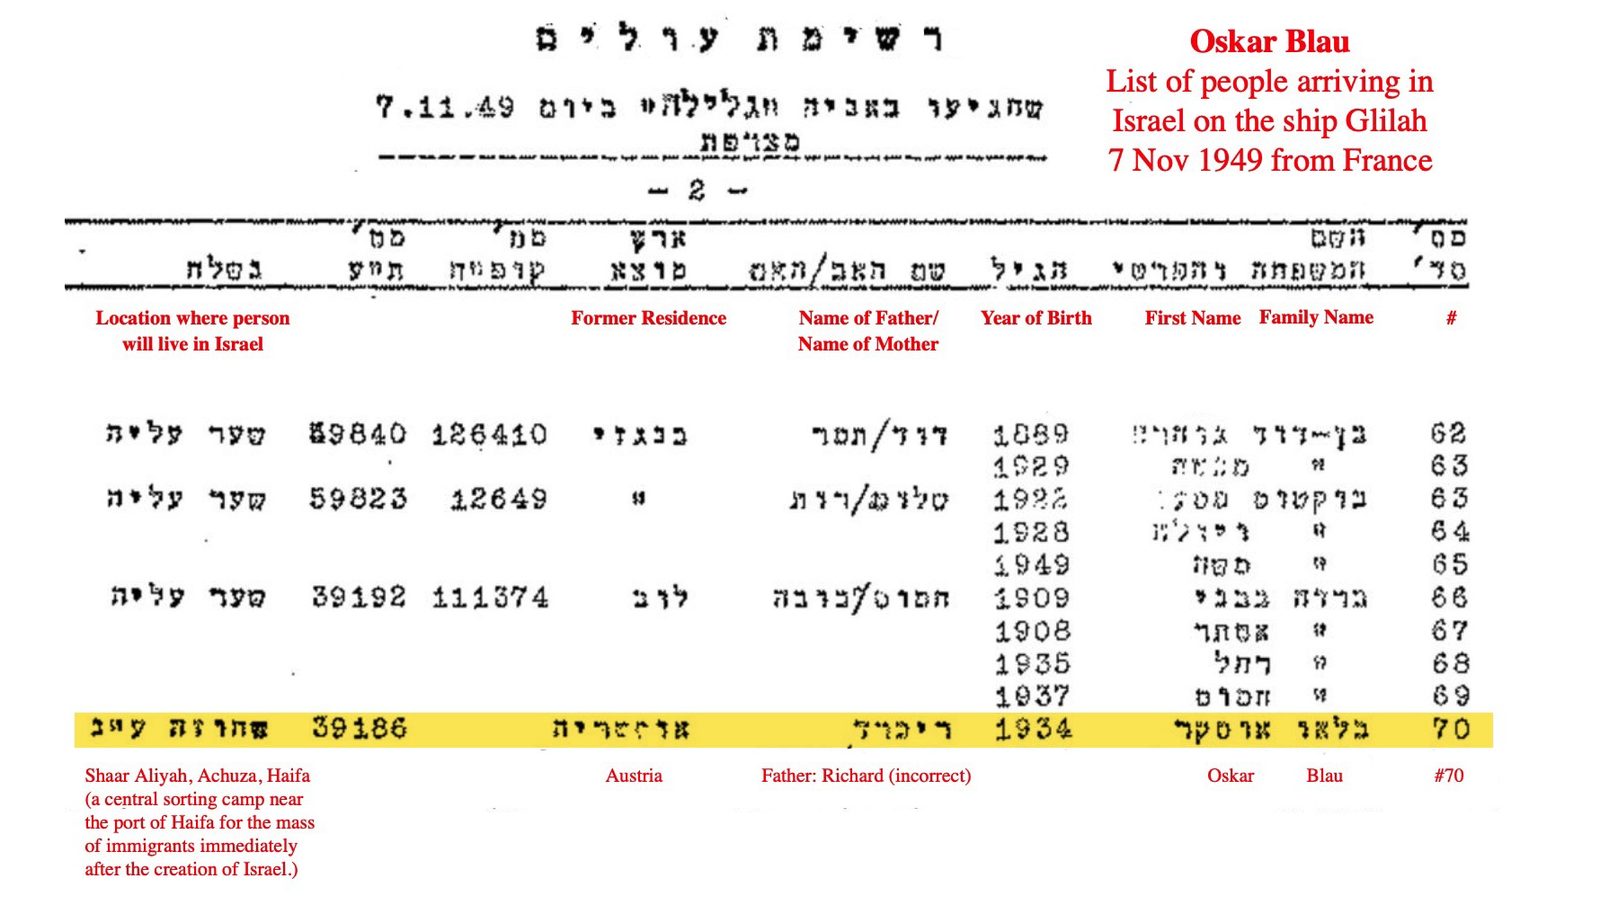 רשימת עולים
Oskar Blau
List of people arriving in
Israel on the ship Glilah
7 Nov 1949 from France
שהגיעו באניה "גלילה" ביום 7.11.49
מצרפת
- 2 -
מס' השם ארץ מס' מס'
סד' המשפחה והפרטי הגיל שם האב/האם מוצא קופ"ח
Location where person
will live in Israel
Former Residence
Name of Father/
Name of Mother
Year of Birth
First Name Family Name #
62 בן-דוד 1889 דוד/תמר בנגזי 126410 59840 שער עליה
63 " 1929
63 1922 12649 59823 " שער עליה
64 " 1928
65 " משה 1949
66 1909 לוב 111374 39192 שער עליה
67 " אסתר 1908
68 " רחל 1935
69 " חמוס 1937
70 בלאו אוסקר 1934 אוסטריה 39186
Shaar Aliyah, Achuza, Haifa
(a central sorting camp near
the port of Haifa for the mass
of immigrants immediately
after the creation of Israel.)
Austria
Father: Richard (incorrect)
Oskar Blau #70